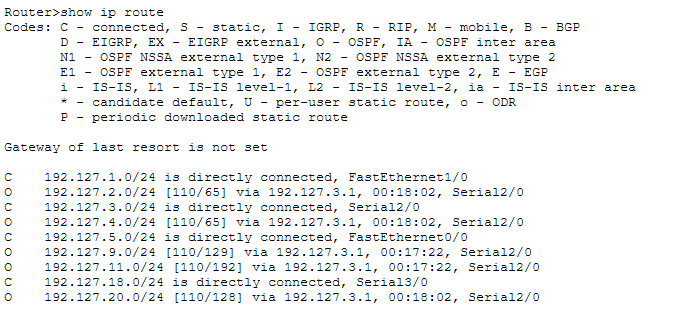 Router>show ip route
Codes: C - connected, S - static, I - IGRP, R - RIP, M - mobile, B - BGP
       D - EIGRP, EX - EIGRP external, O - OSPF, IA - OSPF inter area
       N1 - OSPF NSSA external type 1, N2 - OSPF NSSA external type 2
       E1 - OSPF external type 1, E2 - OSPF external type 2, E - EGP
       i - IS-IS, L1 - IS-IS level-1, L2 - IS-IS level-2, ia - IS-IS inter area
       * - candidate default, U - per-user static route, o - ODR
       P - periodic downloaded static route
Gateway of last resort is not set
C    192.127.1.0/24 is directly connected, FastEthernet1/0
O    192.127.2.0/24 [110/65] via 192.127.3.1, 00:18:02, Serial2/0
C    192.127.3.0/24 is directly connected, Serial2/0
O    192.127.4.0/24 [110/65] via 192.127.3.1, 00:18:02, Serial2/0
C    192.127.5.0/24 is directly connected, FastEthernet0/0
O    192.127.9.0/24 [110/129] via 192.127.3.1, 00:17:22, Serial2/0
O    192.127.11.0/24 [110/192] via 192.127.3.1, 00:17:22, Serial2/0
C    192.127.18.0/24 is directly connected, Serial3/0
O    192.127.20.0/24 [110/128] via 192.127.3.1, 00:18:02, Serial2/0